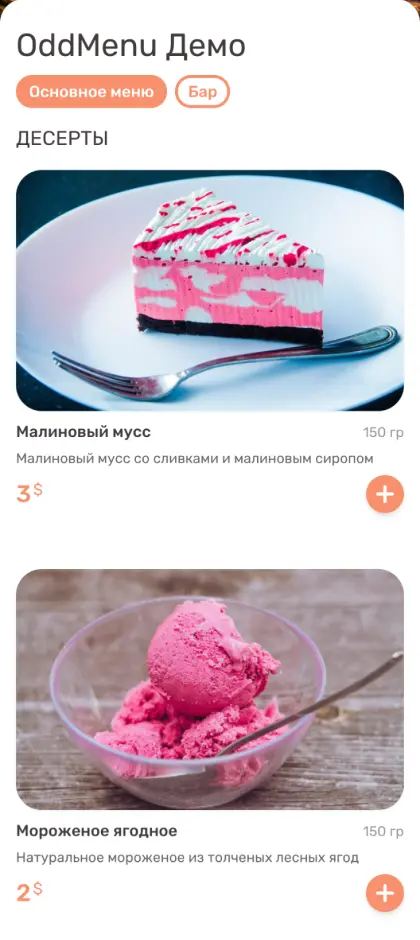 OddMenu Демо
Основное меню Бар
ДЕСЕРТЫ
Малиновый мусс 150 гр
Малиновый мусс со сливками и малиновым сиропом
3$
Мороженое ягодное 150 гр
Натуральное мороженое из толченых лесных ягод
2$